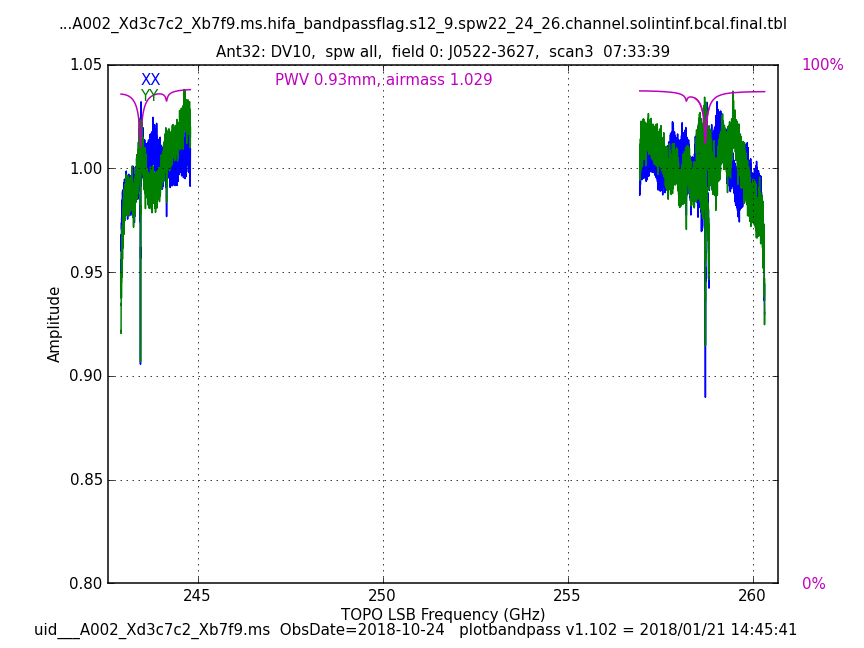 ...A002_Xd3c7c2_Xb7f9.ms.hifa_bandpassflag.s12_9.spw22_24_26.channel.solintinf.bcal.final.tbl
Ant32: DV10,  spw all,  field 0: J0522-3627,  scan3  07:33:39
1.05
100%
XX
PWV 0.93mm, airmass 1.029
YY
1.00
0.95
Amplitude
0.90
0.85
0.80
0%
245
250
255
260
TOPO LSB Frequency (GHz)
uid___A002_Xd3c7c2_Xb7f9.ms  ObsDate=2018-10-24   plotbandpass v1.102 = 2018/01/21 14:45:41